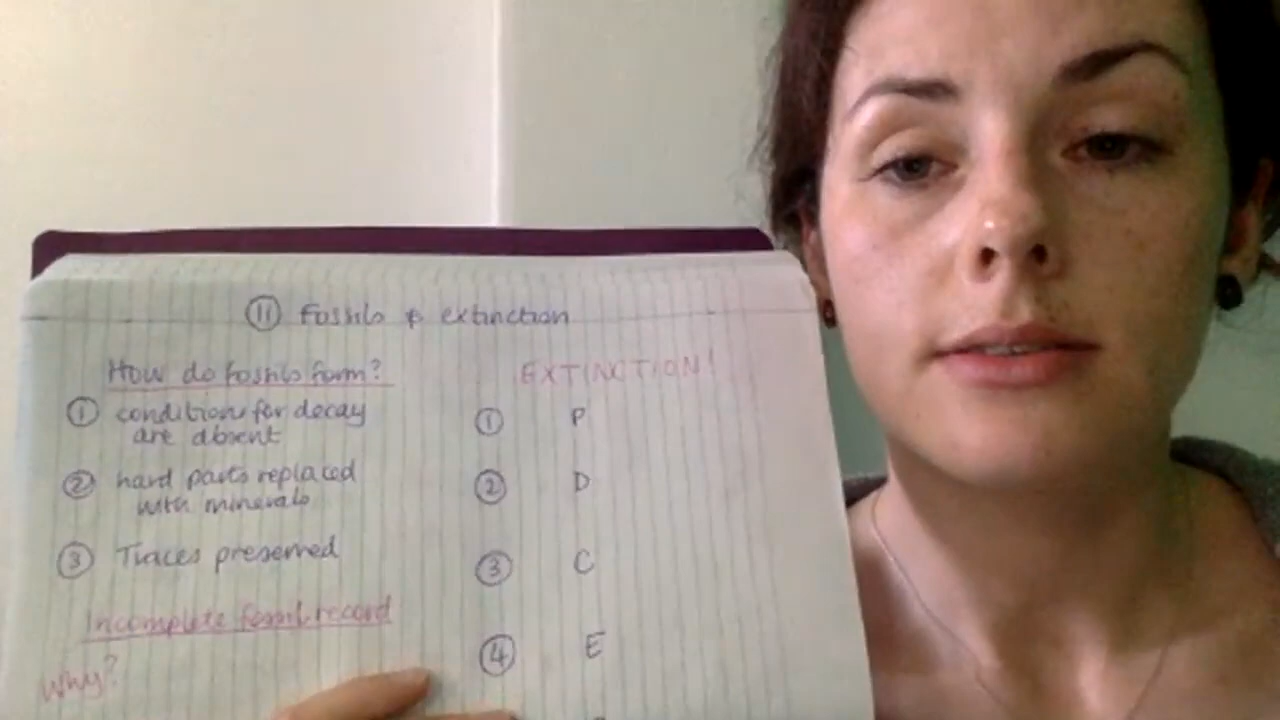 11 Fossils & extinction
How do fossils form?
1 conditions for decay
are absent
2 hard parts replaced
with minerals
3 Traces preserved
Incomplete fossil record
Why?
EXTINCTION!
1 P
2 D
3 C
4 E